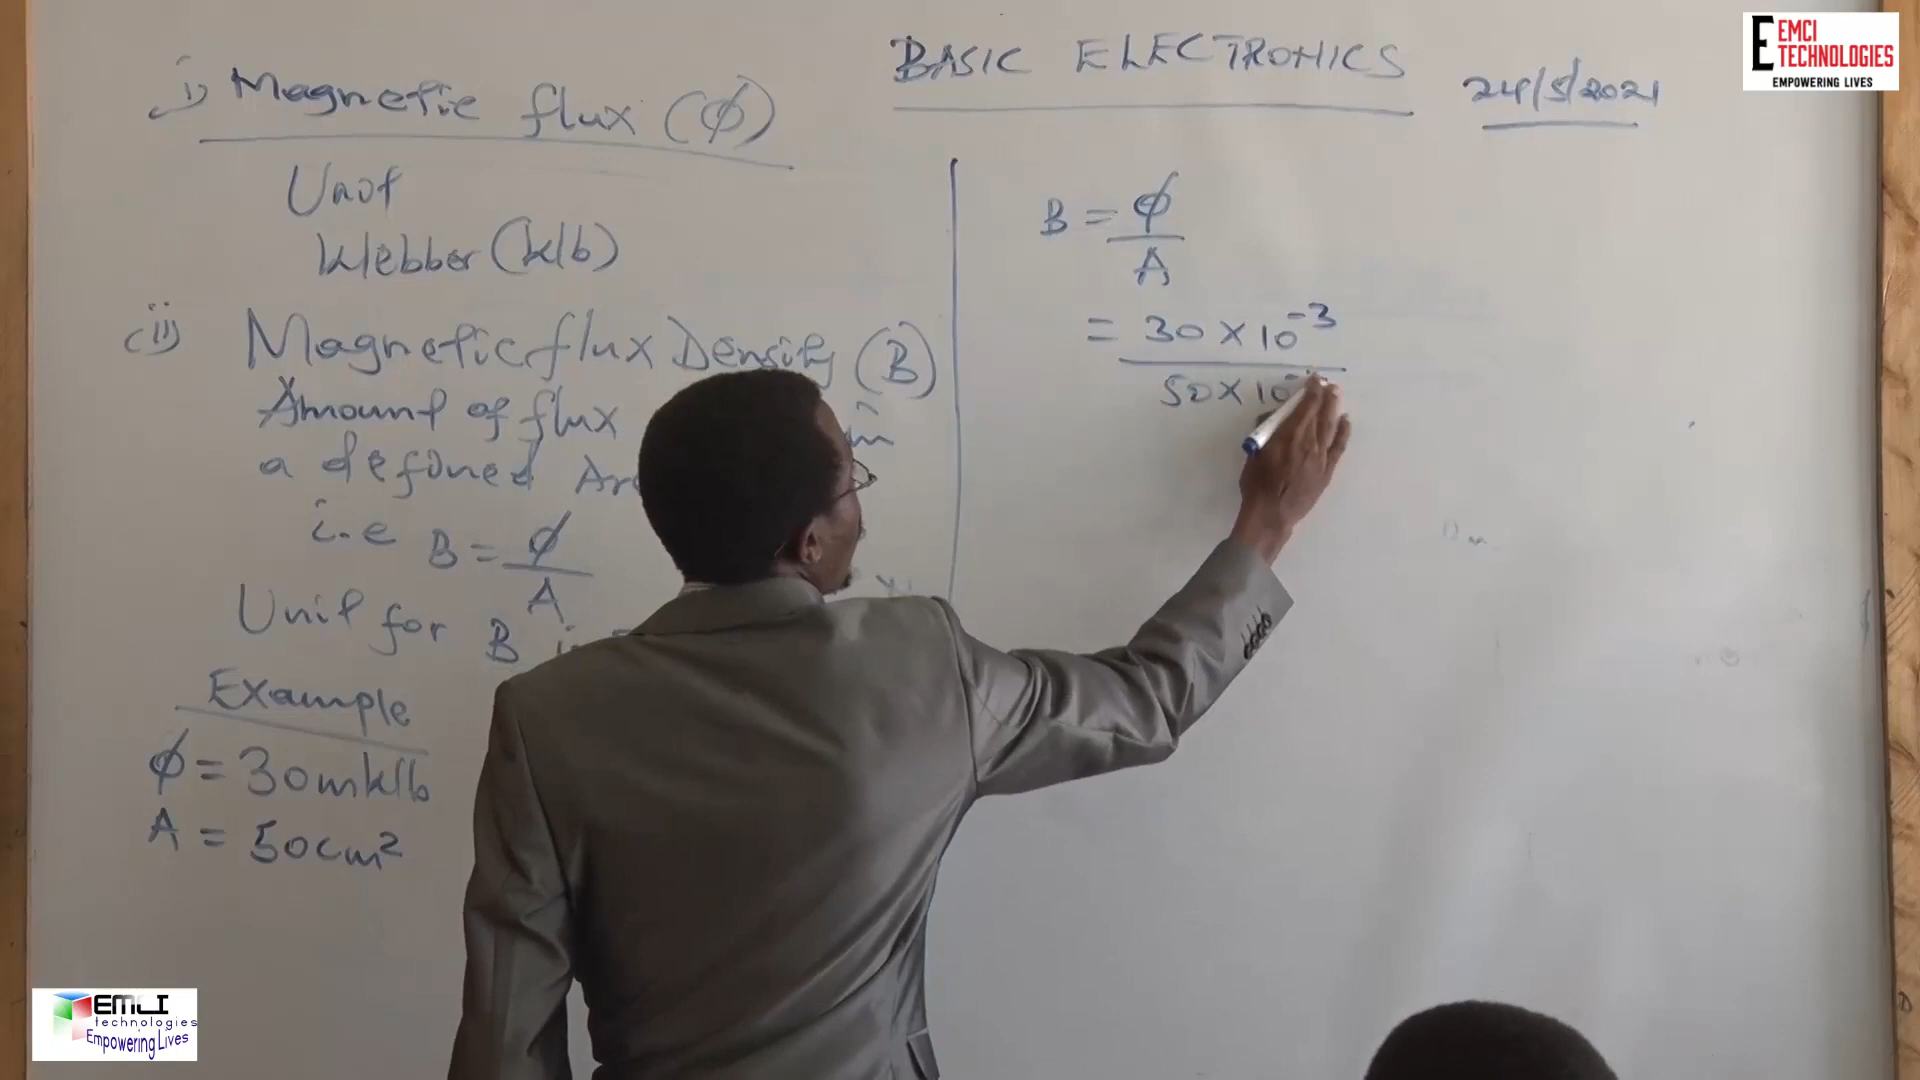 BASIC ELECTRONICS
24/5/2021
i) Magnetic flux (ϕ)
Unit
Webber (Wb)
(ii) Magnetic flux Density (B)
Amount of flux in
a defined
i.e B = ϕ/A
Unit for B
Example
ϕ = 30mWb
A = 50cm²
B = ϕ/A
= 30 × 10⁻³
50 × 10
E EMCI
TECHNOLOGIES
EMPOWERING LIVES
EMCI
technologies
Empowering Lives